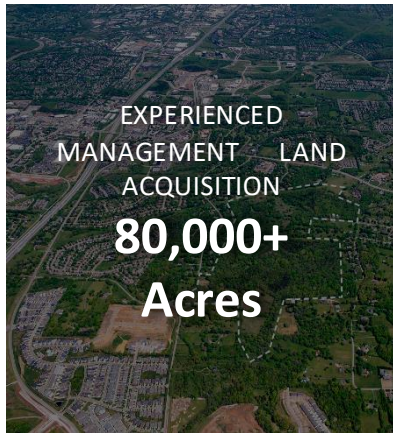 EXPERIENCED
MANAGEMENT LAND
ACQUISITION
80,000+
Acres